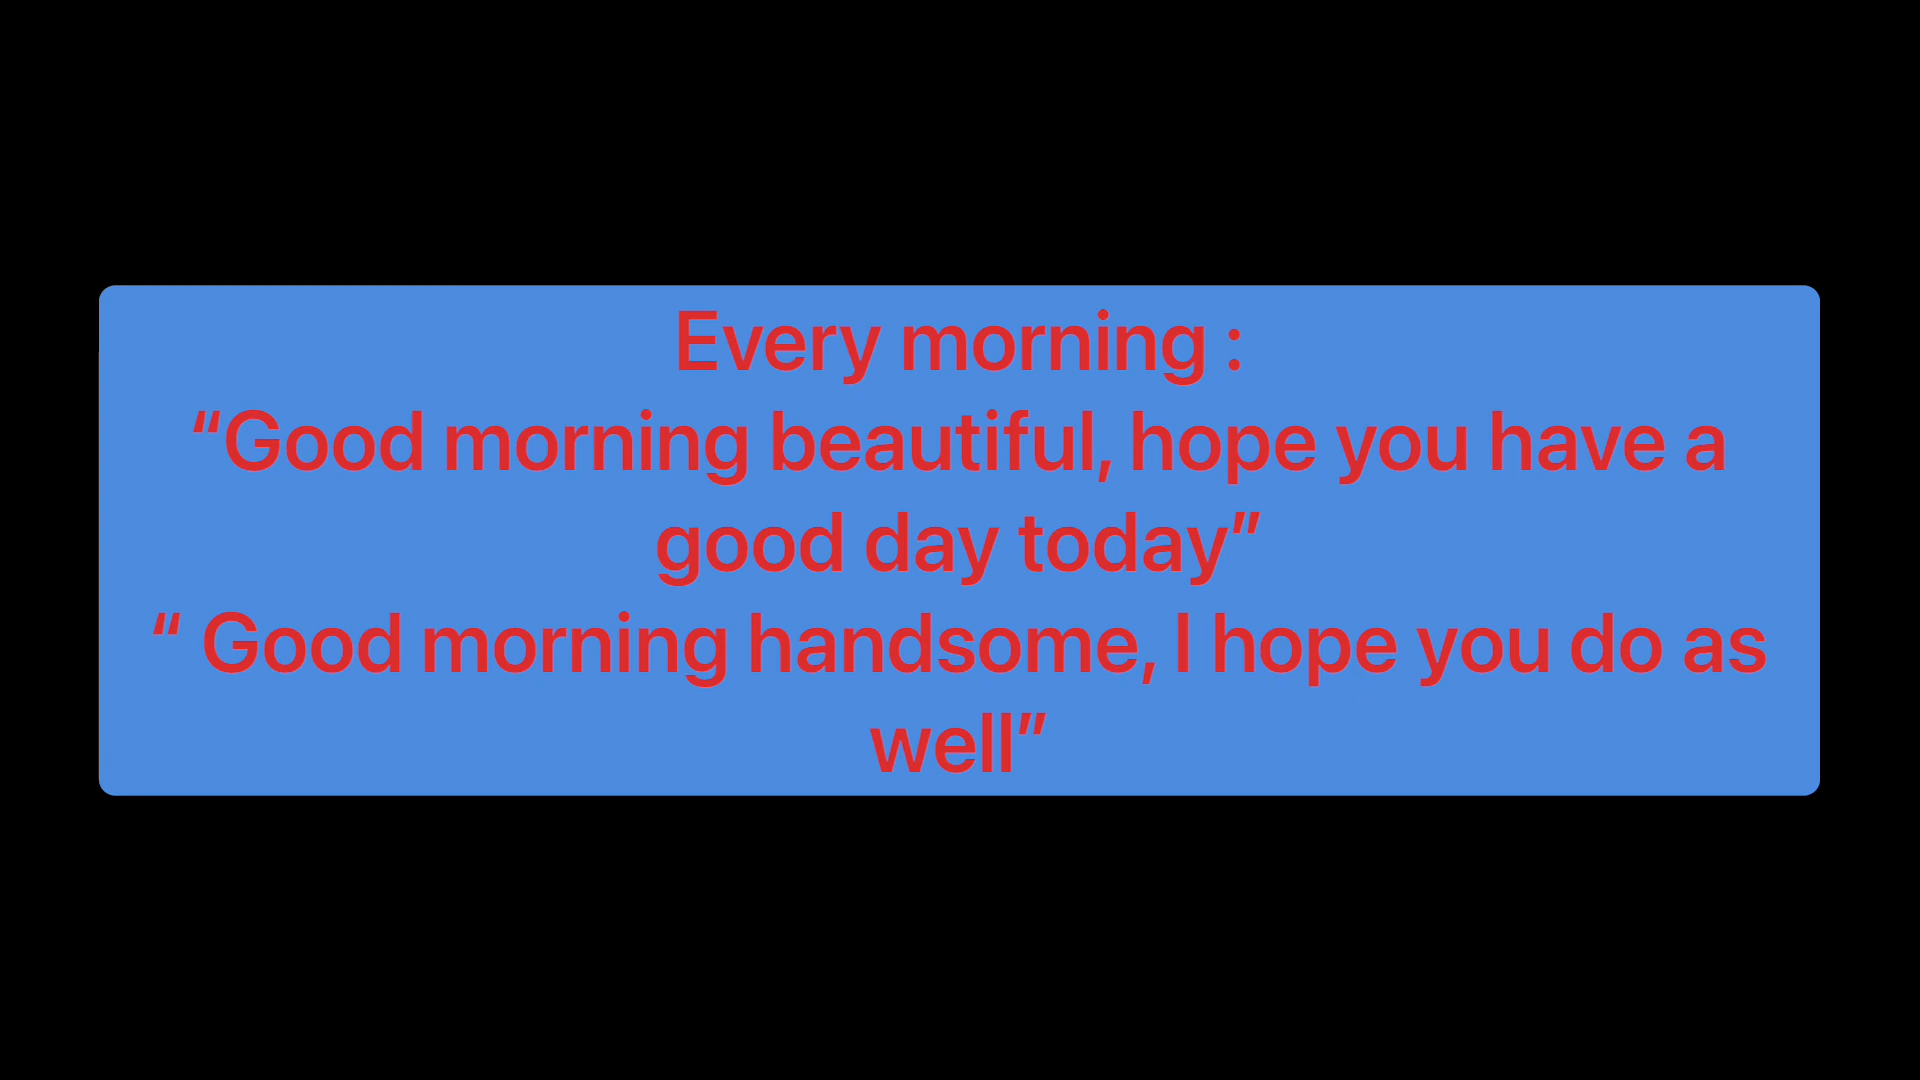 Every morning :
“Good morning beautiful, hope you have a
good day today”
“ Good morning handsome, I hope you do as
well”